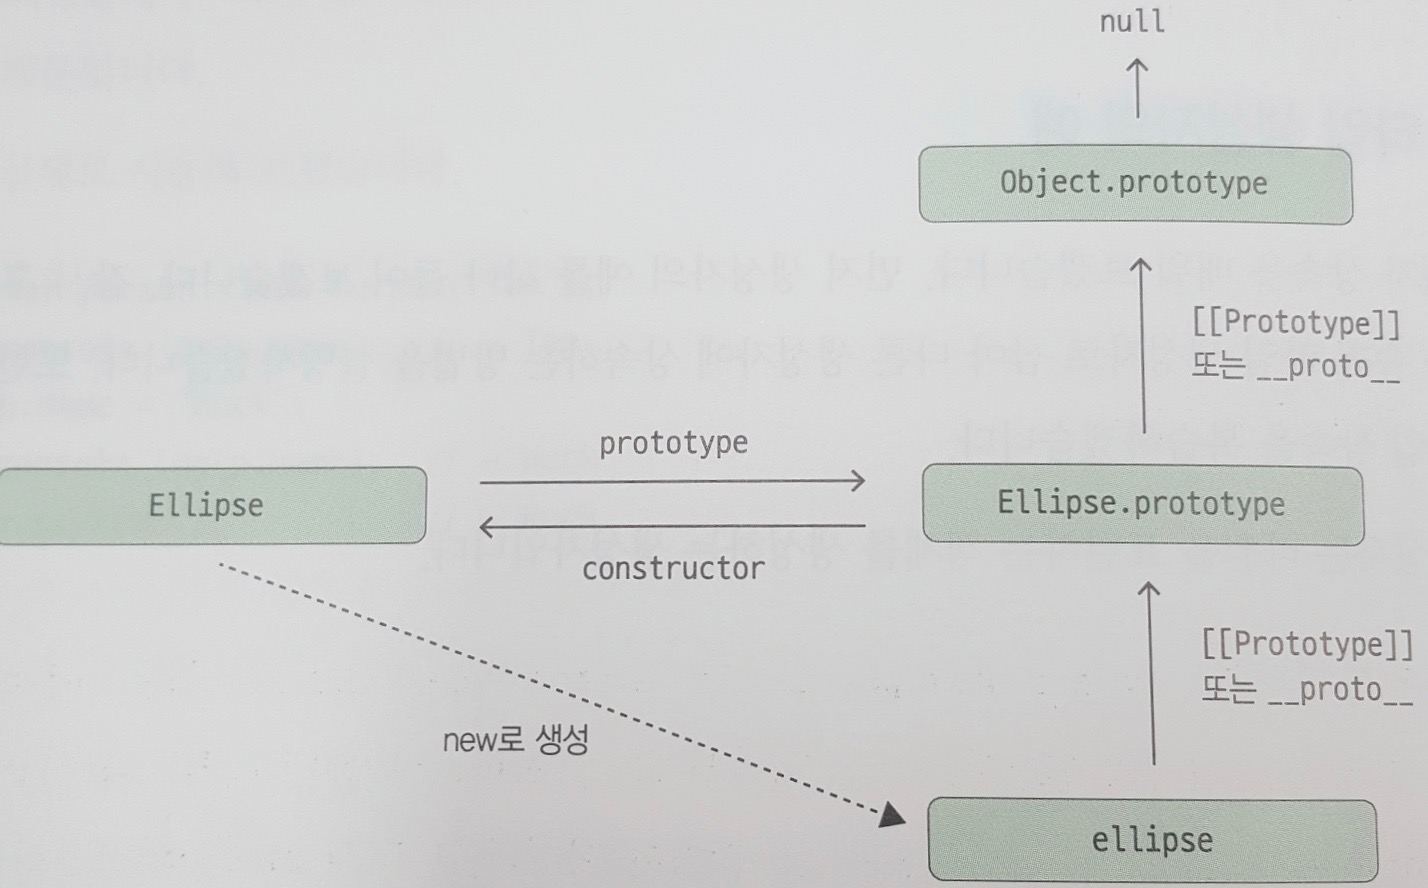 null
Object.prototype
[[Prototype]]
또는 __proto__
prototype
Ellipse
Ellipse.prototype
constructor
[[Prototype]]
또는 __proto__
new로 생성
ellipse